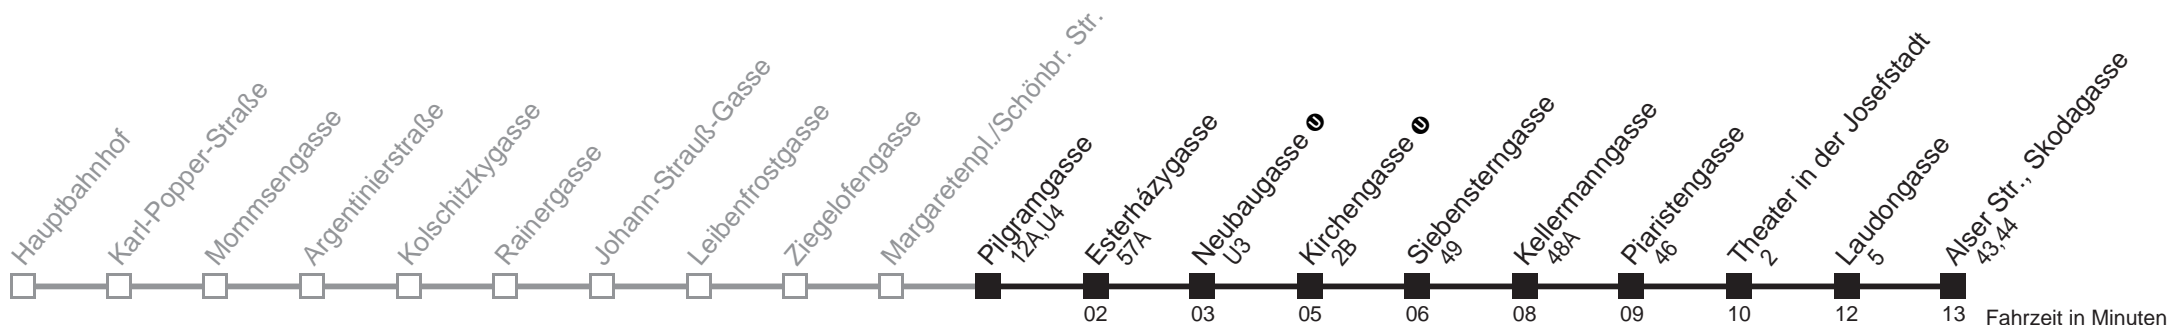 Hauptbahnhof
Karl-Popper-Straße
Mommsengasse
Argentinierstraße
Kolschitzkygasse
Rainergasse
Johann-Strauß-Gasse
Leibenfrostgasse
Ziegelofengasse
Margaretenpl./Schönbr. Str.
Pilgramgasse
12A,U4
Esterházygasse
57A
Neubaugasse U
U3
Kirchengasse U
2B
Siebensterngasse
49
Kellermanngasse
48A
Piaristengasse
46
Theater in der Josefstadt
2
Laudongasse
5
Alser Str., Skodagasse
43,44
02 03 05 06 08 09 10 12 13 Fahrzeit in Minuten